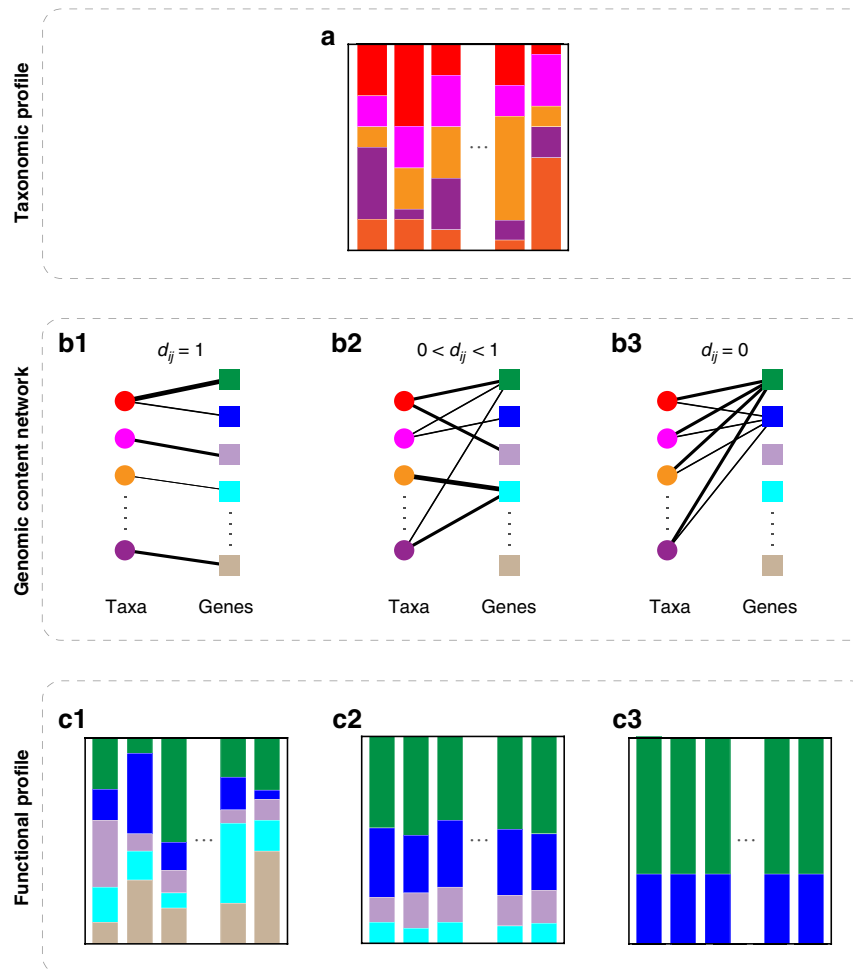 Taxonomic profile
a
...
Genomic content network
b1
b2
b3
d_ij = 1
0 < d_ij < 1
d_ij = 0
Taxa
Genes
Taxa
Genes
Taxa
Genes
Functional profile
c1
c2
c3
...
...
...